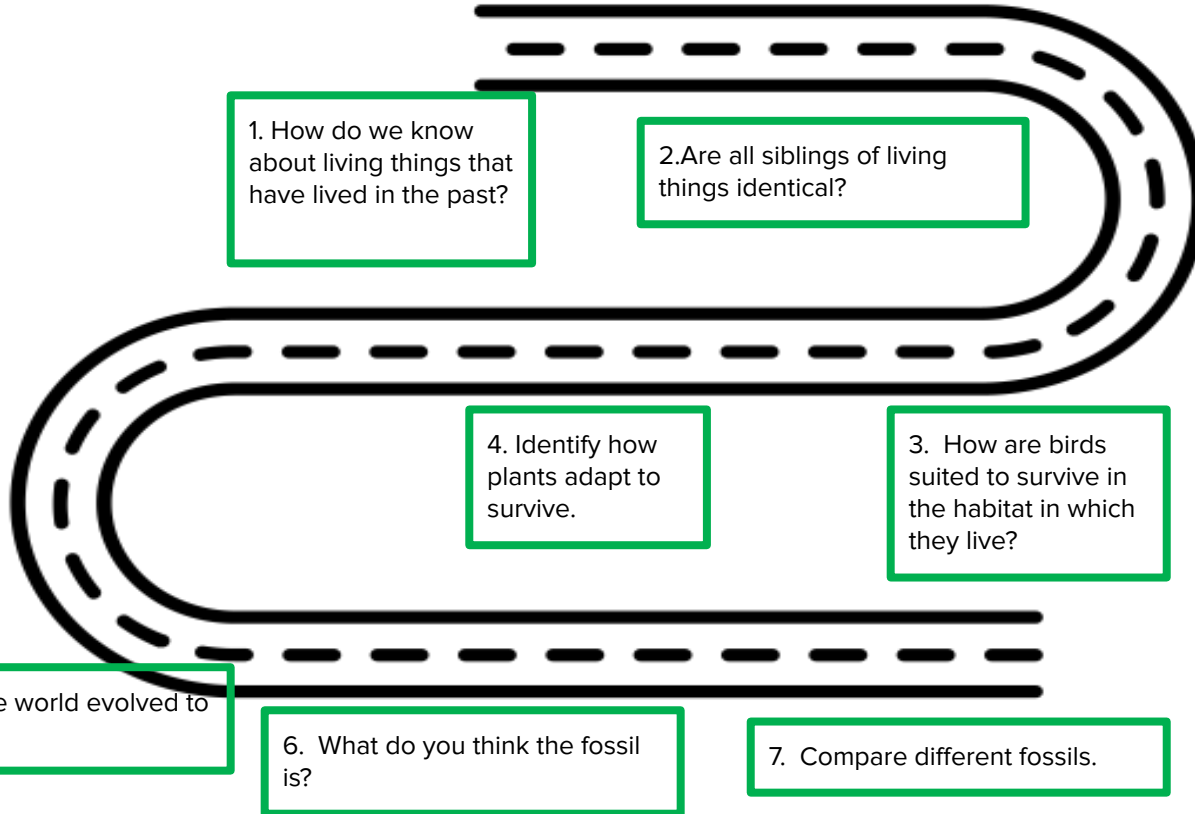 1. How do we know
about living things that
have lived in the past?
2.Are all siblings of living
things identical?
3. How are birds
suited to survive in
the habitat in which
they live?
4. Identify how
plants adapt to
survive.
world evolved to
6. What do you think the fossil
is?
7. Compare different fossils.